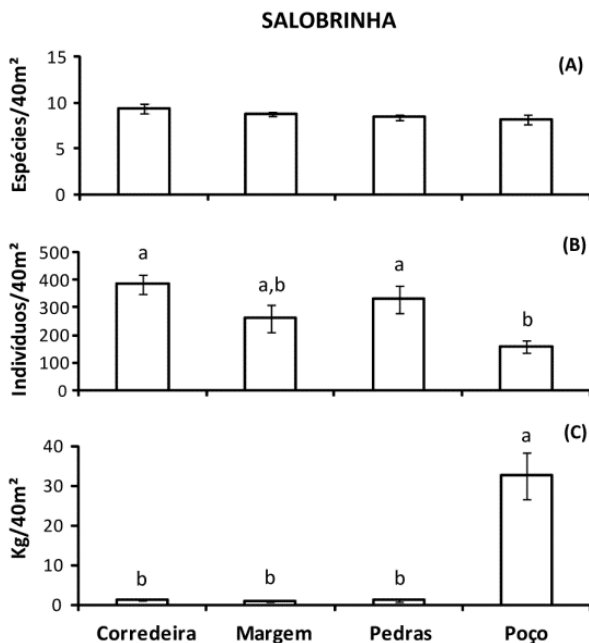 SALOBRINHA
(A)
Espécies/40m²
15
10
5
0
(B)
Indivíduos/40m²
500
400
300
200
100
0
a
a,b
a
b
(C)
Kg/40m²
40
30
20
10
0
b
b
b
a
Corredeira Margem Pedras Poço